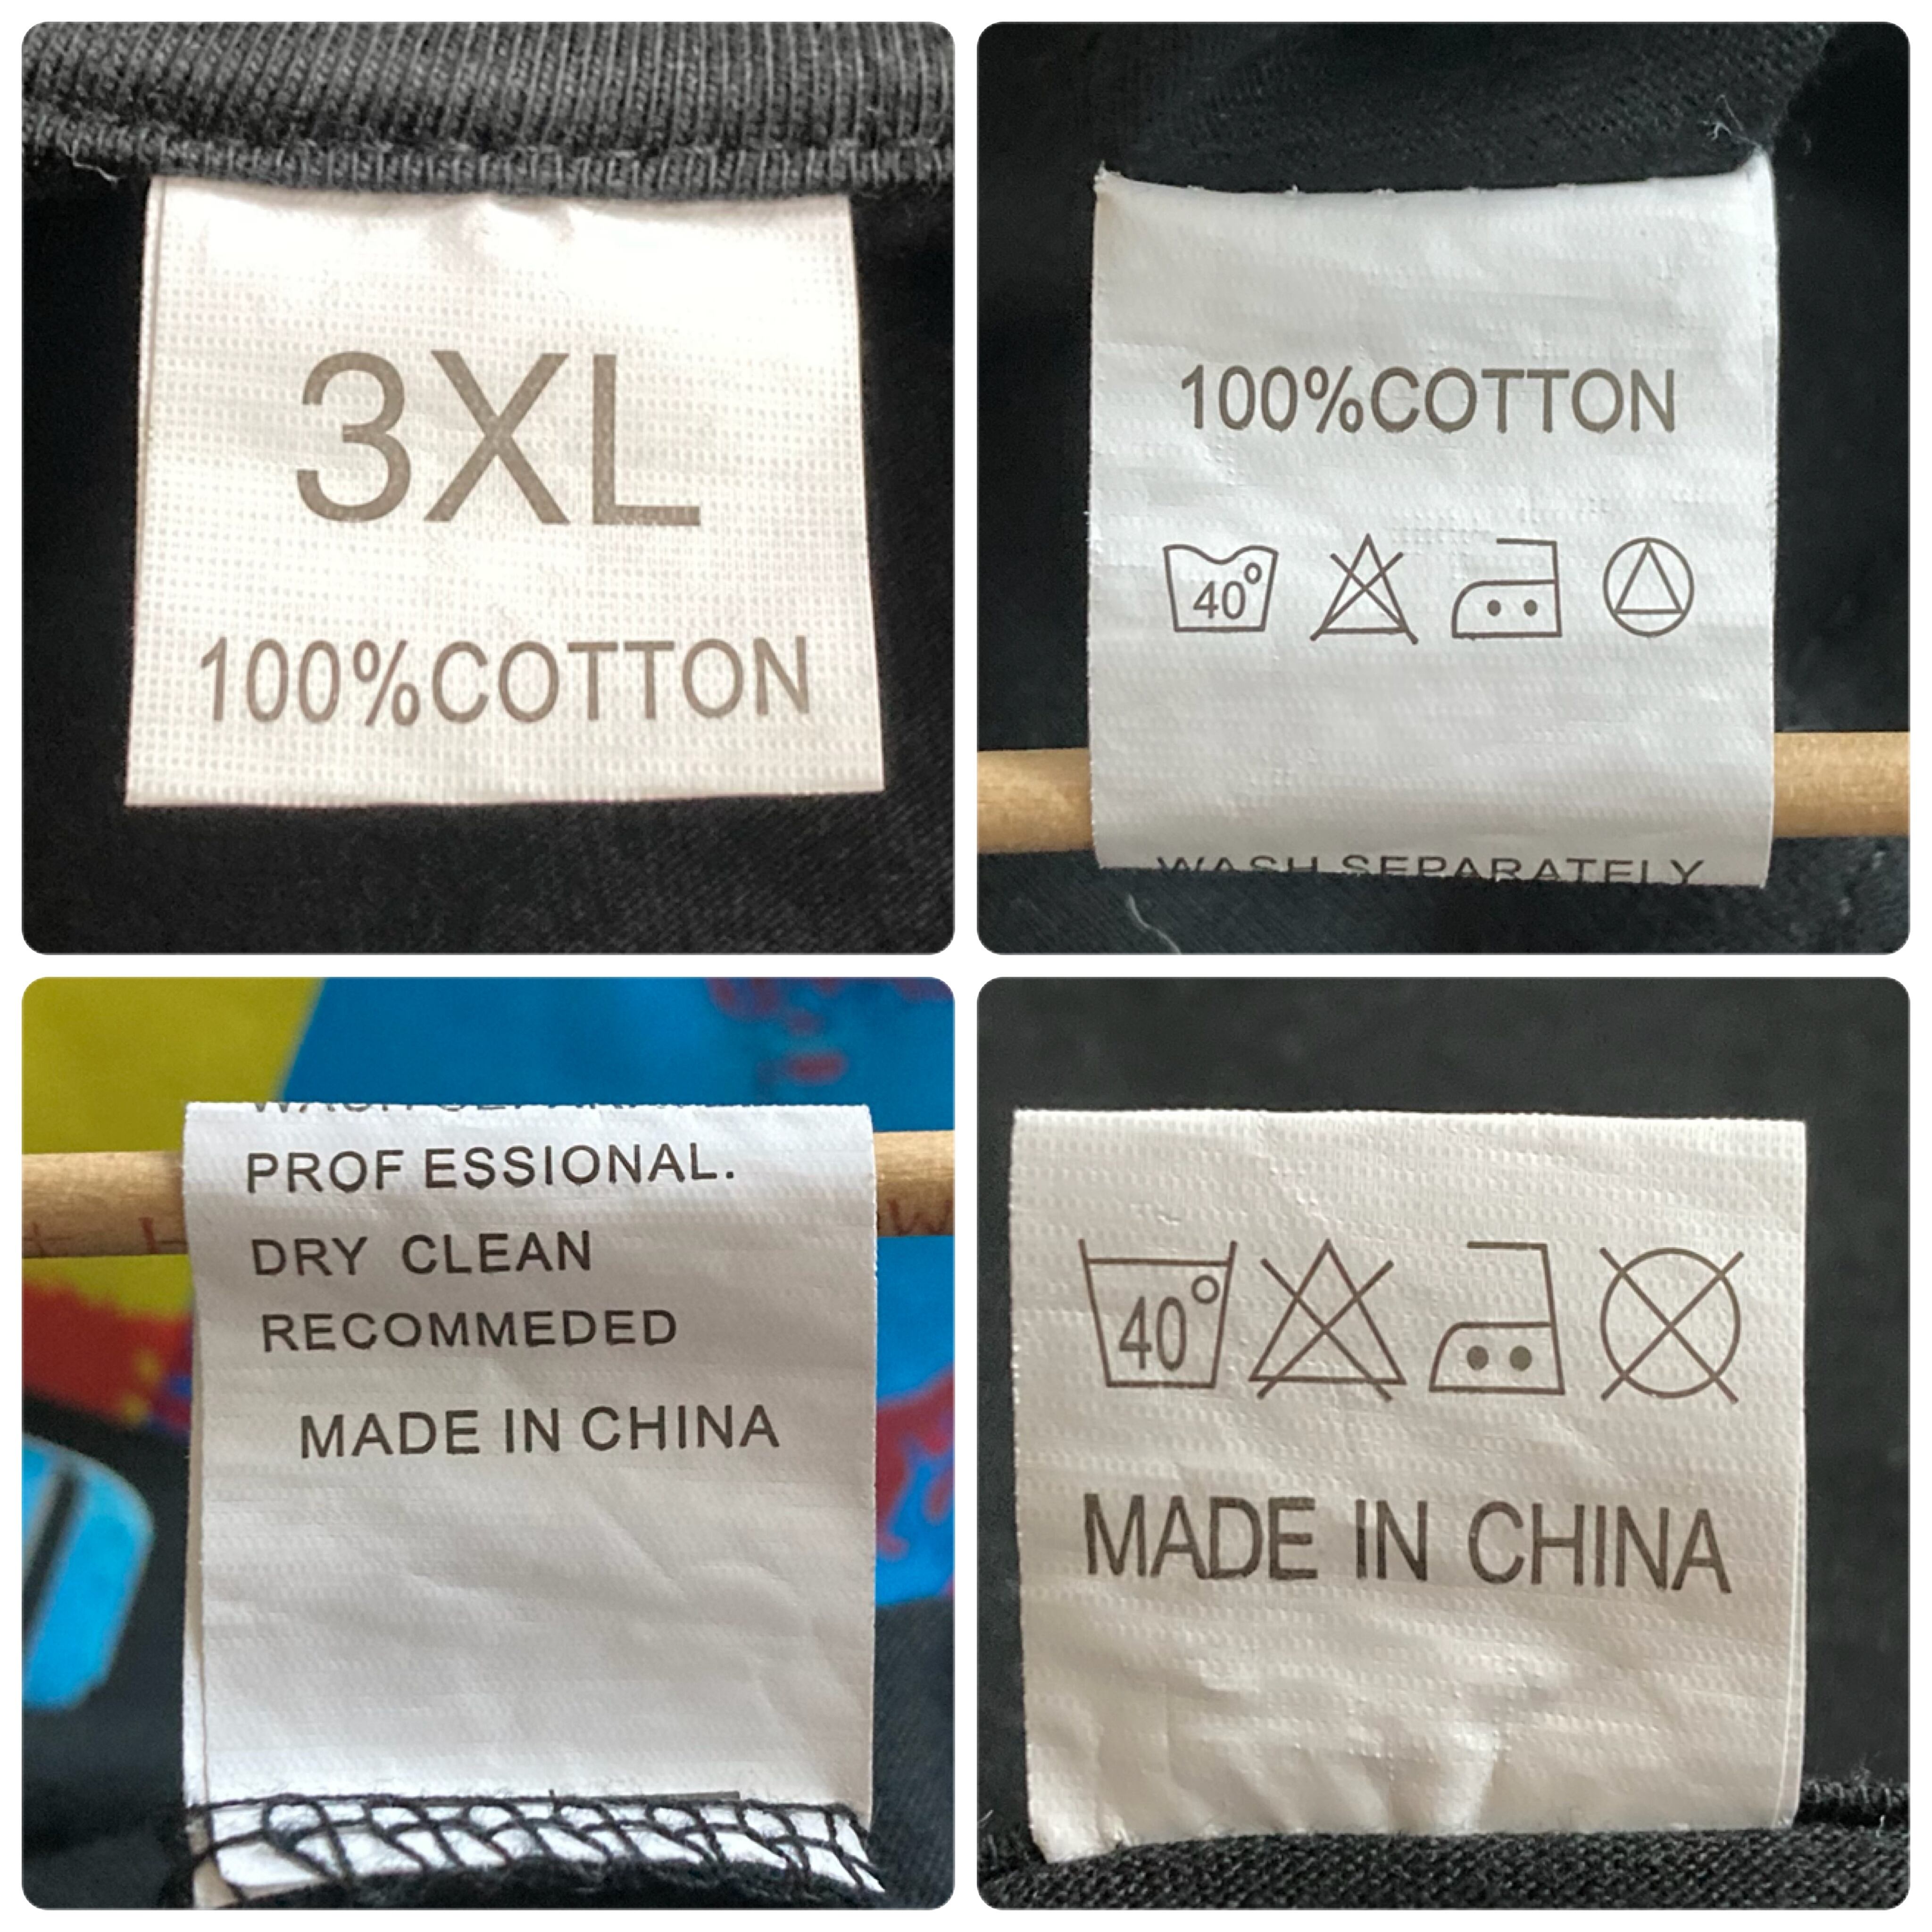 3XL
100%COTTON
100%COTTON
40°
WASH SEPARATELY
PROF ESSIONAL.
DRY CLEAN
RECOMMEDED
MADE IN CHINA
40°
MADE IN CHINA